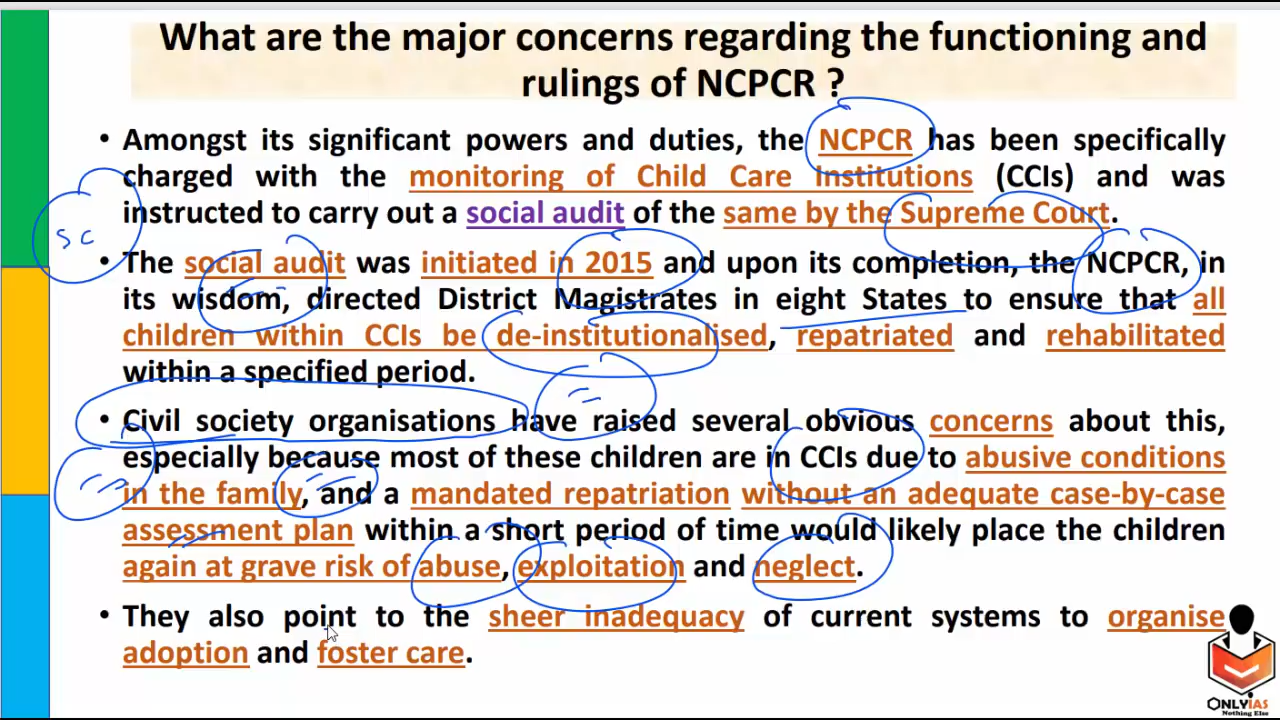 What are the major concerns regarding the functioning and
rulings of NCPCR ?
• Amongst its significant powers and duties, the NCPCR has been specifically
charged with the monitoring of Child Care Institutions (CCIs) and was
instructed to carry out a social audit of the same by the Supreme Court.
SC
• The social audit was initiated in 2015 and upon its completion, the NCPCR, in
its wisdom, directed District Magistrates in eight States to ensure that all
children within CCIs be de-institutionalised, repatriated and rehabilitated
within a specified period.
• Civil society organisations have raised several obvious concerns about this,
especially because most of these children are in CCIs due to abusive conditions
in the family, and a mandated repatriation without an adequate case-by-case
assessment plan within a short period of time would likely place the children
again at grave risk of abuse, exploitation and neglect.
• They also point to the sheer inadequacy of current systems to organise
adoption and foster care.
ONLYIAS
Nothing Else